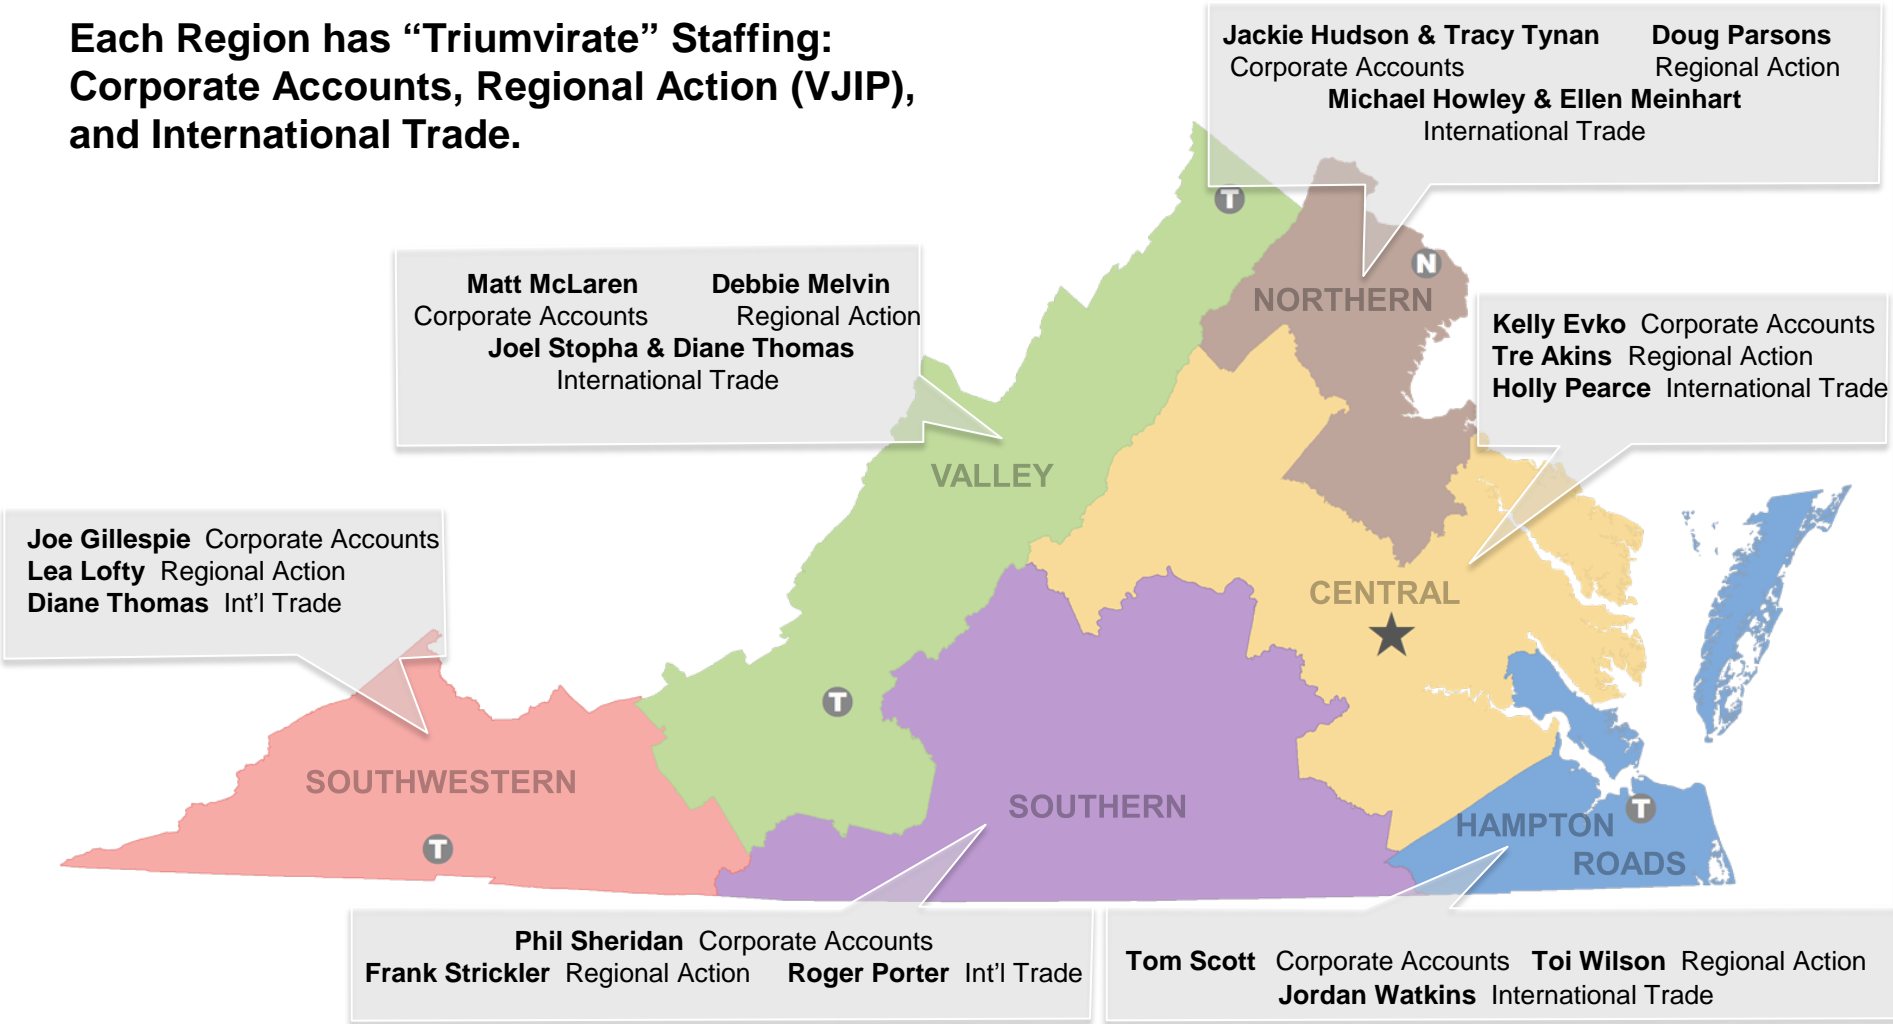 Each Region has “Triumvirate” Staffing:
Corporate Accounts, Regional Action (VJIP),
and International Trade.
Jackie Hudson & Tracy Tynan Doug Parsons
Corporate Accounts Regional Action
Michael Howley & Ellen Meinhart
International Trade
T
N
NORTHERN
Matt McLaren Debbie Melvin
Corporate Accounts Regional Action
Joel Stopha & Diane Thomas
International Trade
Kelly Evko Corporate Accounts
Tre Akins Regional Action
Holly Pearce International Trade
VALLEY
Joe Gillespie Corporate Accounts
Lea Lofty Regional Action
Diane Thomas Int’l Trade
CENTRAL
T
SOUTHWESTERN
SOUTHERN
T
HAMPTON
ROADS
T
Phil Sheridan Corporate Accounts
Frank Strickler Regional Action Roger Porter Int’l Trade
Tom Scott Corporate Accounts Toi Wilson Regional Action
Jordan Watkins International Trade